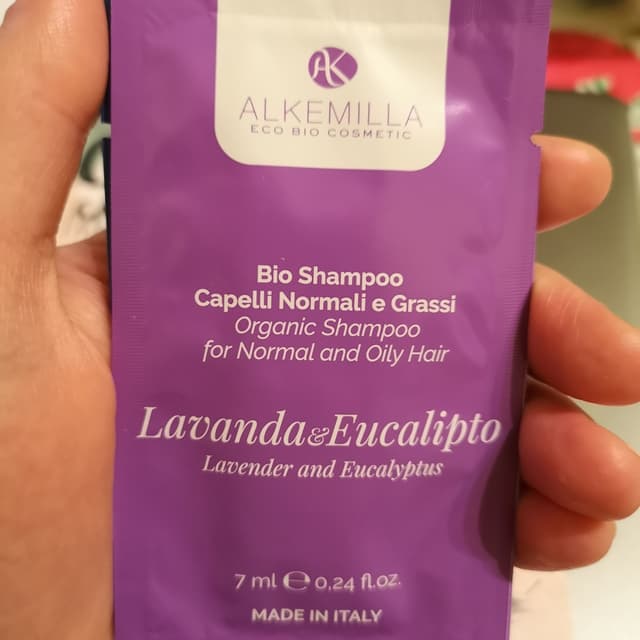 AK
ALKEMILLA
ECO BIO COSMETIC
Bio Shampoo
Capelli Normali e Grassi
Organic Shampoo
for Normal and Oily Hair
Lavanda&Eucalipto
Lavender and Eucalyptus
7 ml ℮ 0,24 fl.oz.
MADE IN ITALY